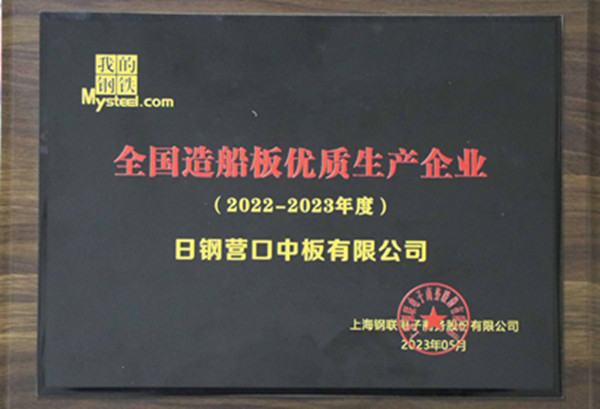 我的
钢铁
Mysteel.com
全国造船板优质生产企业
（2022-2023年度）
日钢营口中板有限公司
上海钢联电子商务股份有限公司
2023年05月